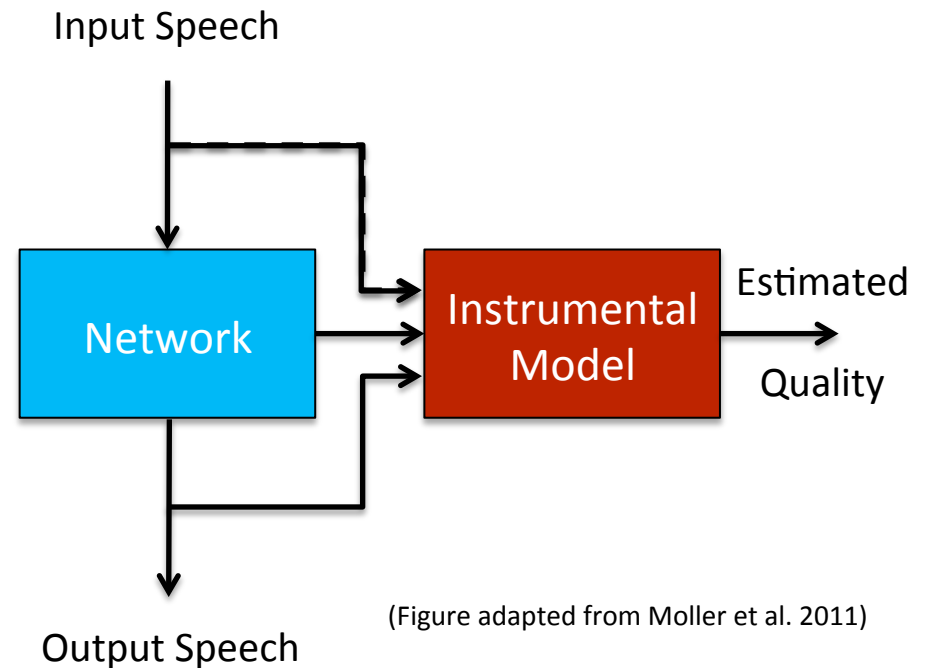 Input Speech
Network
Instrumental
Model
Estimated
Quality
(Figure adapted from Moller et al. 2011)
Output Speech